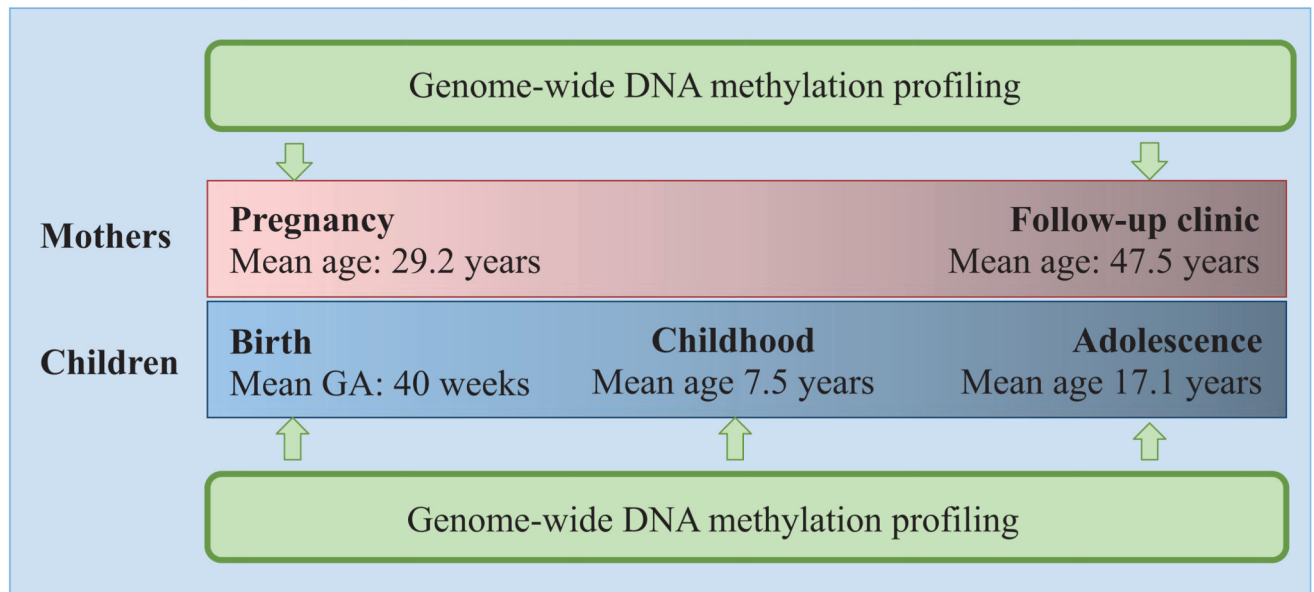 Genome-wide DNA methylation profiling
Mothers
Pregnancy
Mean age: 29.2 years
Follow-up clinic
Mean age: 47.5 years
Children
Birth
Mean GA: 40 weeks
Childhood
Mean age 7.5 years
Adolescence
Mean age 17.1 years
Genome-wide DNA methylation profiling